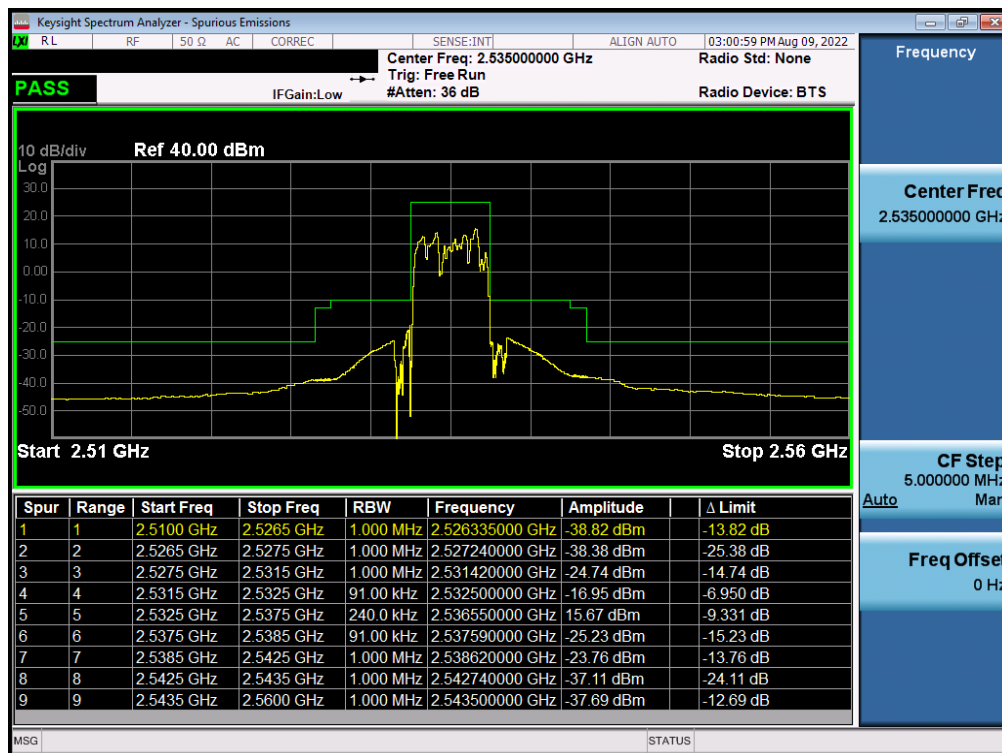 Keysight Spectrum Analyzer - Spurious Emissions
LXI RL RF 50 Ω AC CORREC SENSE:INT ALIGN AUTO 03:00:59 PM Aug 09, 2022
Center Freq: 2.535000000 GHz Radio Std: None
Trig: Free Run
PASS IFGain:Low #Atten: 36 dB Radio Device: BTS
10 dB/div Ref 40.00 dBm
Log
30.0
20.0
10.0
0.00
-10.0
-20.0
-30.0
-40.0
-50.0
Start 2.51 GHz Stop 2.56 GHz
Spur Range Start Freq Stop Freq RBW Frequency Amplitude Δ Limit
1 1 2.5100 GHz 2.5265 GHz 1.000 MHz 2.526335000 GHz -38.82 dBm -13.82 dB
2 2 2.5265 GHz 2.5275 GHz 1.000 MHz 2.527240000 GHz -38.38 dBm -25.38 dB
3 3 2.5275 GHz 2.5315 GHz 1.000 MHz 2.531420000 GHz -24.74 dBm -14.74 dB
4 4 2.5315 GHz 2.5325 GHz 91.00 kHz 2.532500000 GHz -16.95 dBm -6.950 dB
5 5 2.5325 GHz 2.5375 GHz 240.0 kHz 2.536550000 GHz 15.67 dBm -9.331 dB
6 6 2.5375 GHz 2.5385 GHz 91.00 kHz 2.537590000 GHz -25.23 dBm -15.23 dB
7 7 2.5385 GHz 2.5425 GHz 1.000 MHz 2.538620000 GHz -23.76 dBm -13.76 dB
8 8 2.5425 GHz 2.5435 GHz 1.000 MHz 2.542740000 GHz -37.11 dBm -24.11 dB
9 9 2.5435 GHz 2.5600 GHz 1.000 MHz 2.543500000 GHz -37.69 dBm -12.69 dB
MSG STATUS
Frequency
Center Freq
2.535000000 GHz
CF Step
5.000000 MHz
Auto Man
Freq Offset
0 Hz